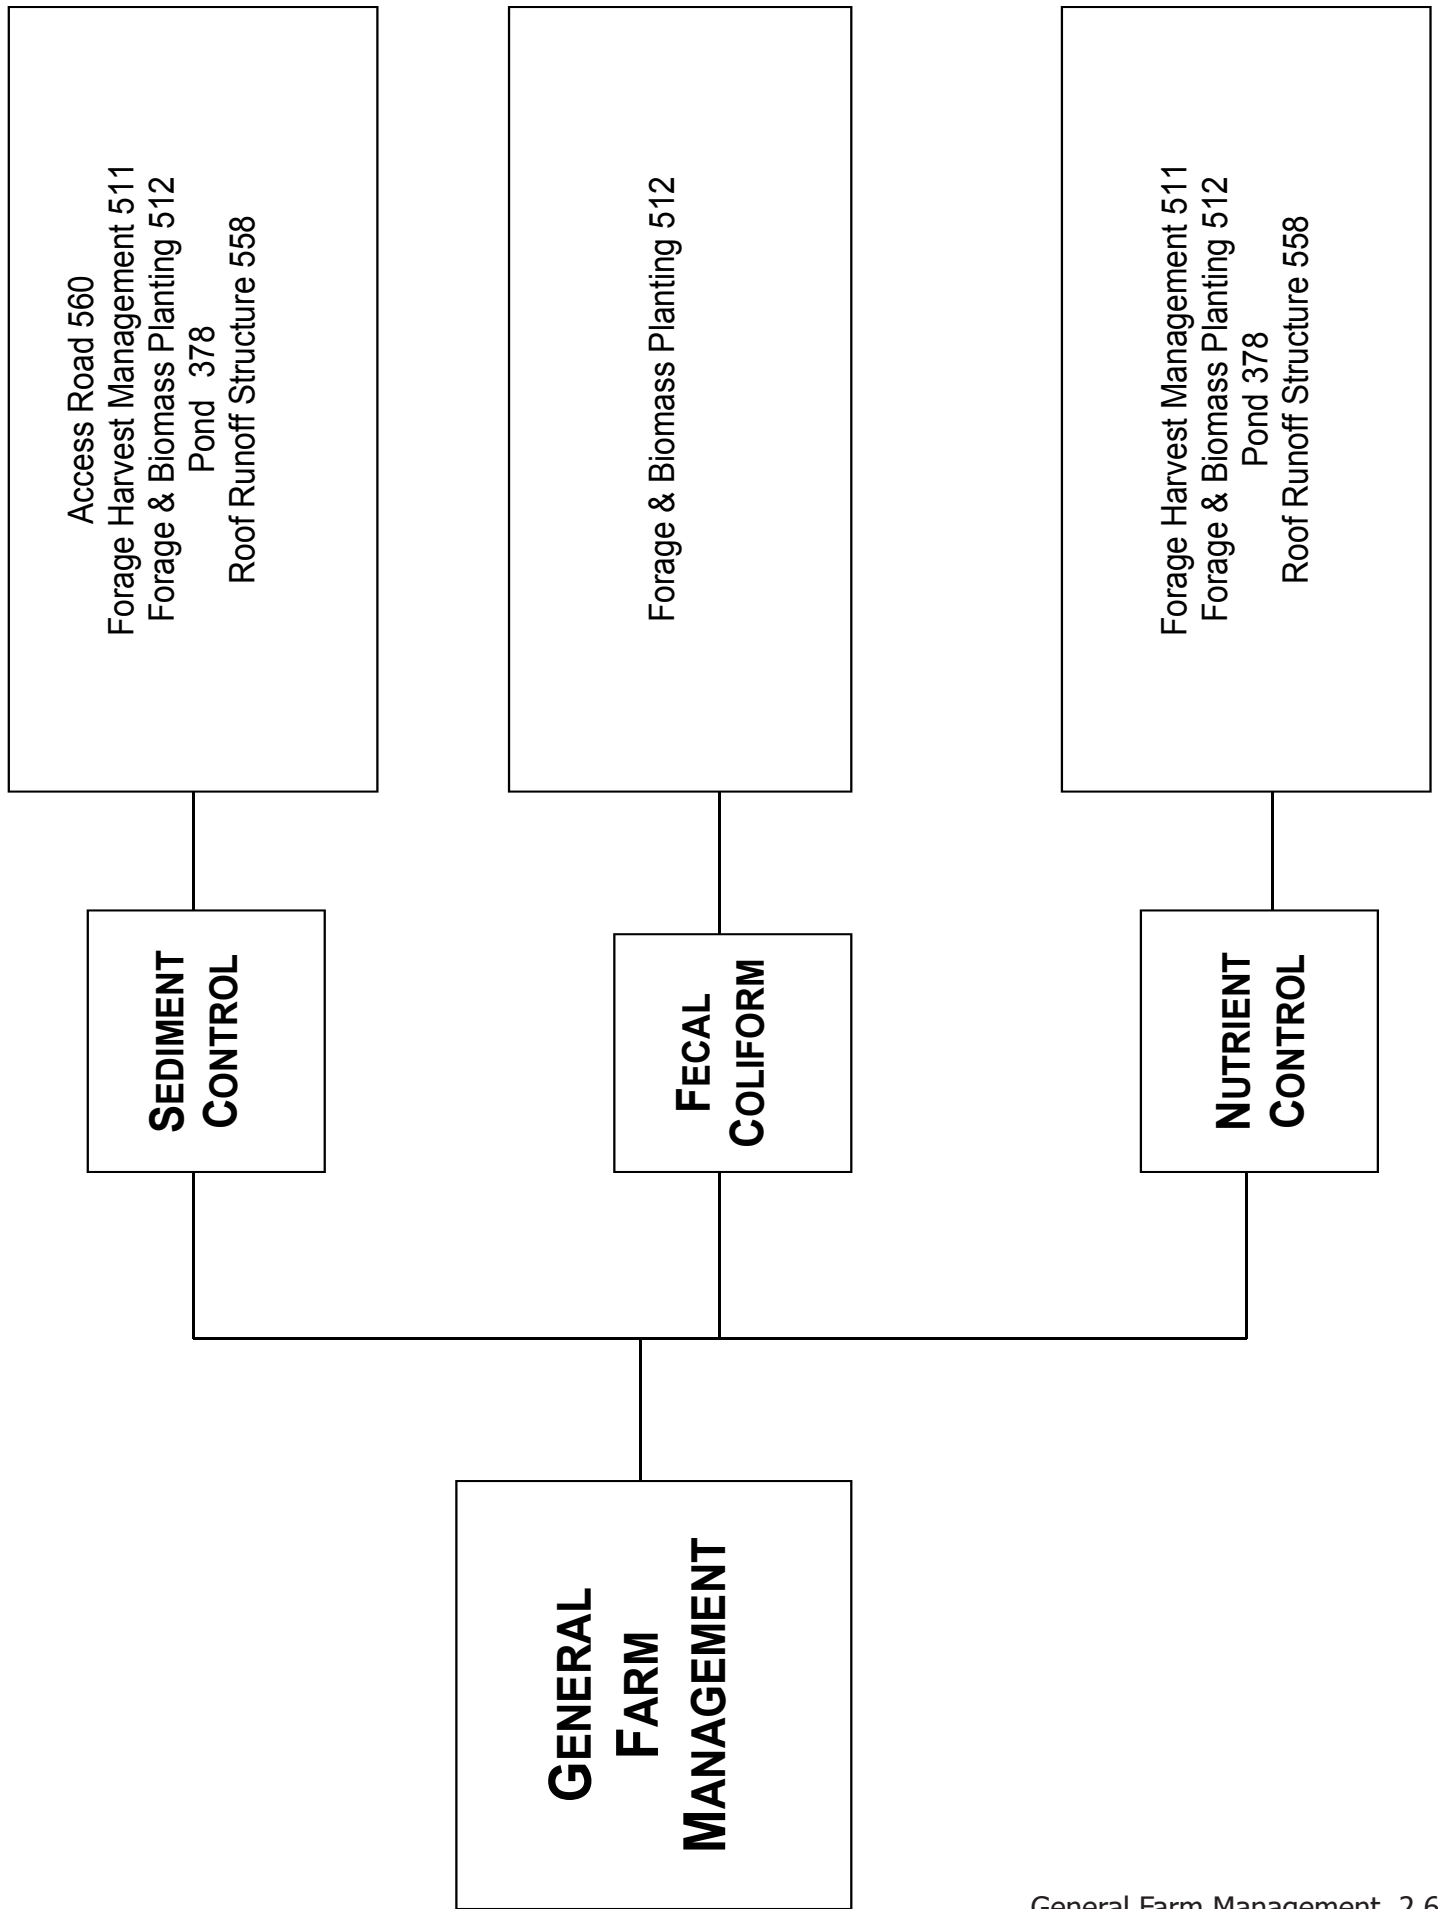 GENERAL
FARM
MANAGEMENT
SEDIMENT
CONTROL
Access Road 560
Forage Harvest Management 511
Forage & Biomass Planting 512
Pond 378
Roof Runoff Structure 558
FECAL
COLIFORM
Forage & Biomass Planting 512
NUTRIENT
CONTROL
Forage Harvest Management 511
Forage & Biomass Planting 512
Pond 378
Roof Runoff Structure 558
General Farm Management 2.6